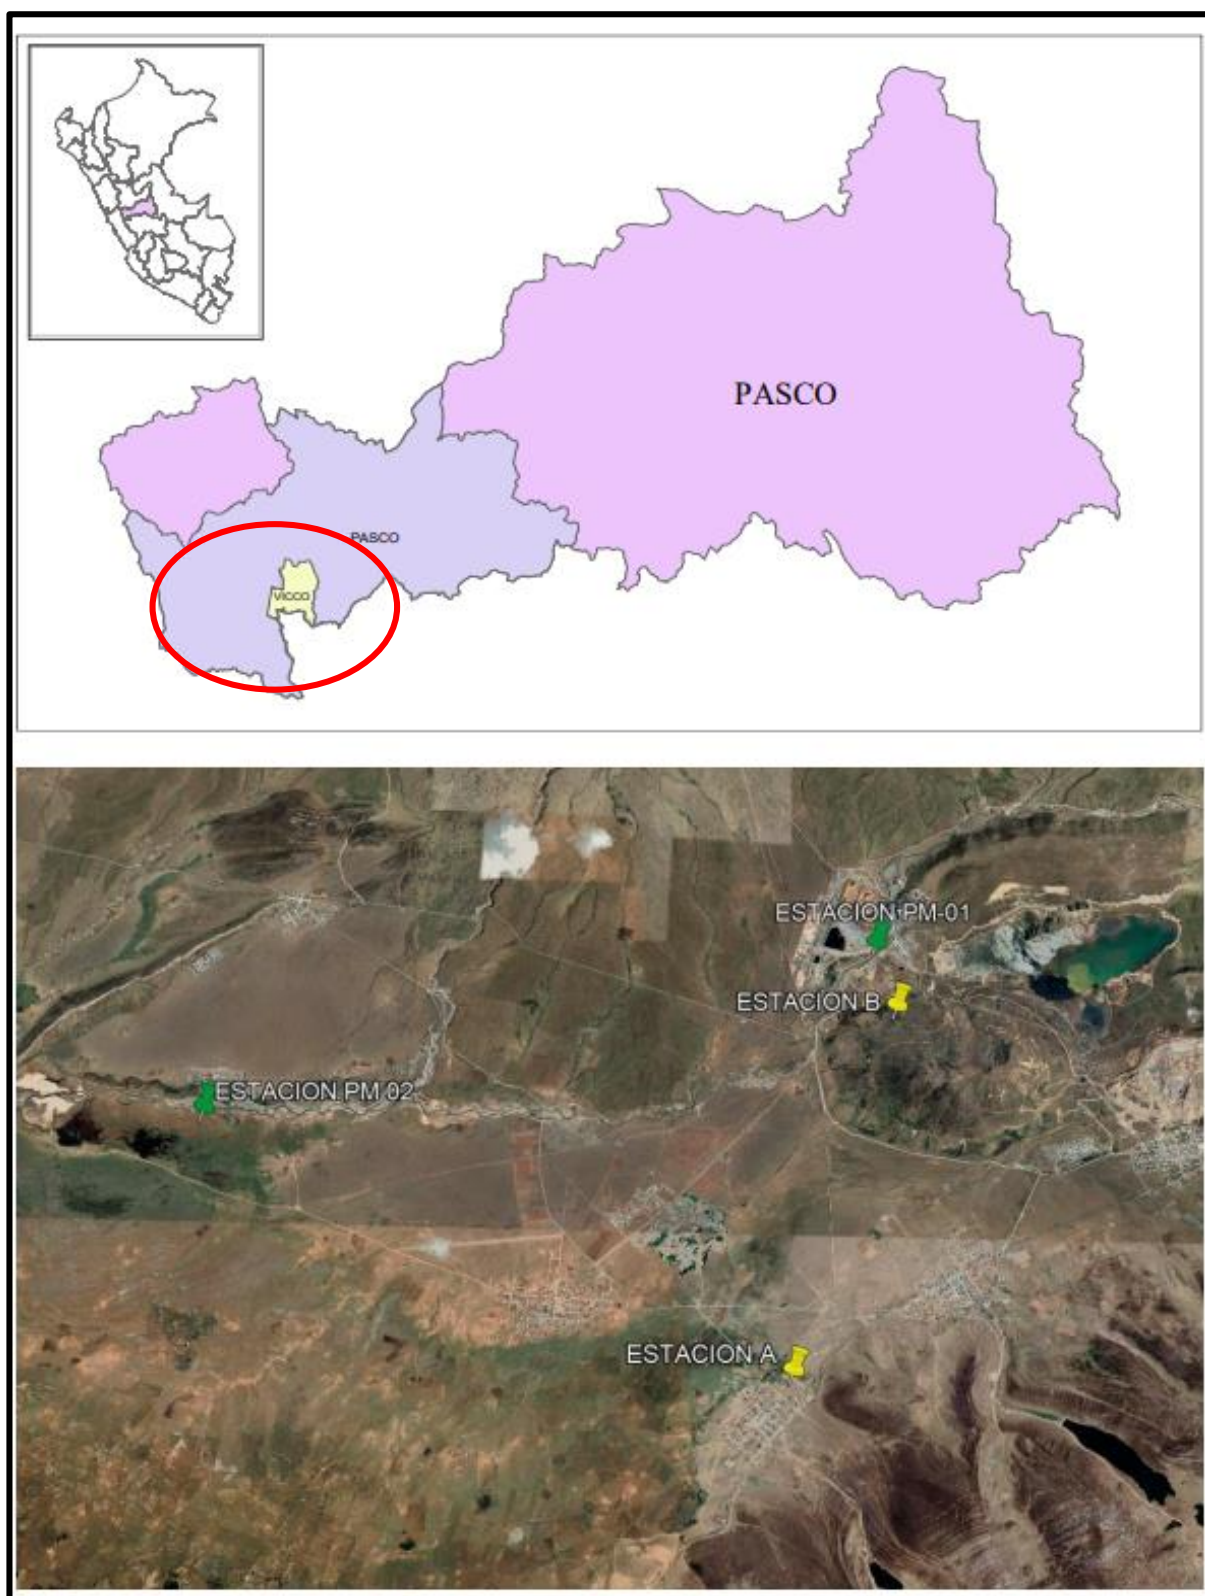 PASCO
PASCO
VICCO
ESTACION PM-01
ESTACION B
ESTACION PM 02
ESTACION A